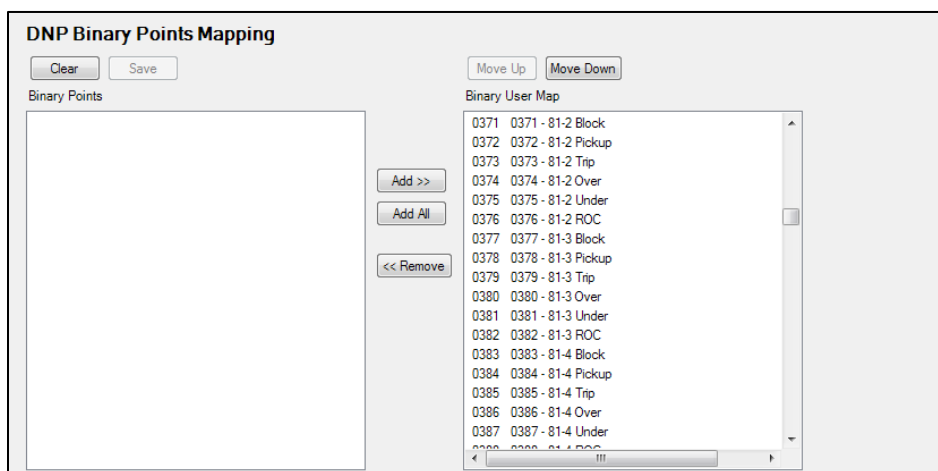 DNP Binary Points Mapping
Clear Save Move Up Move Down
Binary Points Binary User Map
0371 0371 - 81-2 Block
0372 0372 - 81-2 Pickup
0373 0373 - 81-2 Trip
0374 0374 - 81-2 Over
0375 0375 - 81-2 Under
0376 0376 - 81-2 ROC
0377 0377 - 81-3 Block
0378 0378 - 81-3 Pickup
0379 0379 - 81-3 Trip
0380 0380 - 81-3 Over
0381 0381 - 81-3 Under
0382 0382 - 81-3 ROC
0383 0383 - 81-4 Block
0384 0384 - 81-4 Pickup
0385 0385 - 81-4 Trip
0386 0386 - 81-4 Over
0387 0387 - 81-4 Under
0388 0388 - 81-4 ROC
Add >>
Add All
<< Remove